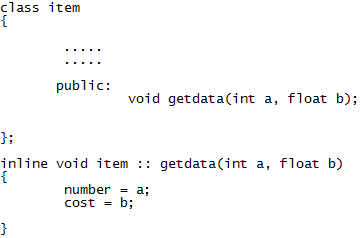 class item
{
.....
.....
public:
void getdata(int a, float b);
};
inline void item :: getdata(int a, float b)
{
number = a;
cost = b;
}